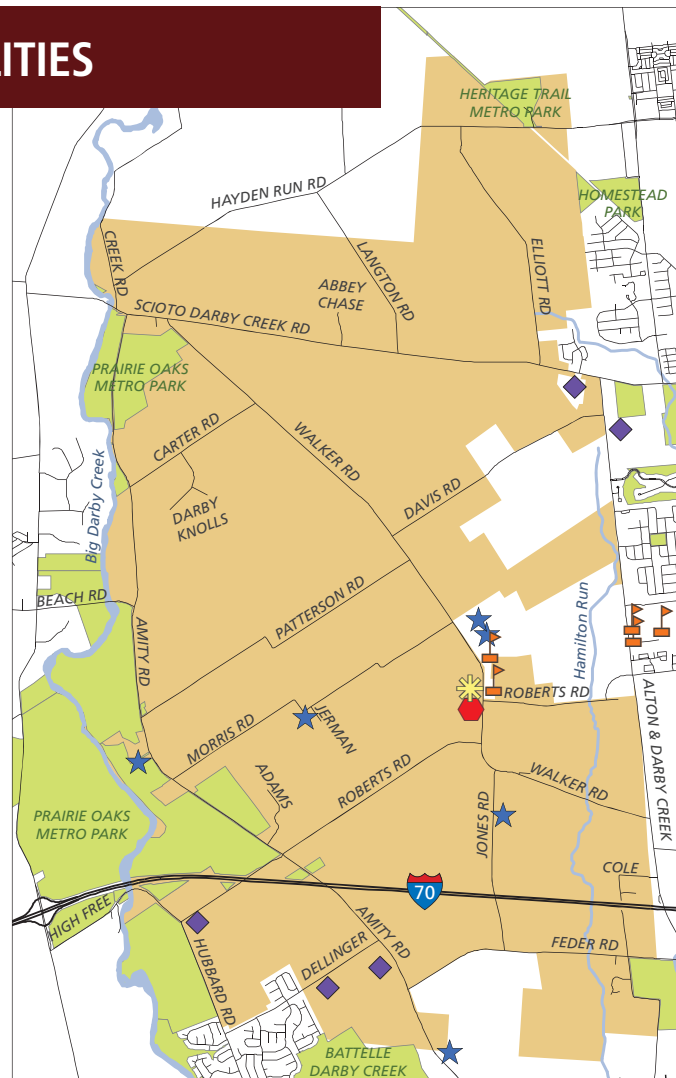 ITIES
HERITAGE TRAIL
METRO PARK
HAYDEN RUN RD
HOMESTEAD
PARK
CREEK RD
LANGTON RD
ELLIOTT RD
ABBEY
CHASE
SCIOTO DARBY CREEK RD
PRAIRIE OAKS
METRO PARK
CARTER RD
WALKER RD
DAVIS RD
Big Darby Creek
DARBY
KNOLLS
BEACH RD
PATTERSON RD
Hamilton Run
AMITY RD
ROBERTS RD
ALTON & DARBY CREEK
MORRIS RD
JERMAN
ADAMS
ROBERTS RD
WALKER RD
JONES RD
PRAIRIE OAKS
METRO PARK
COLE
70
HIGH FREE
AMITY RD
FEDER RD
HUBBARD RD
DELLINGER
BATTELLE
DARBY CREEK